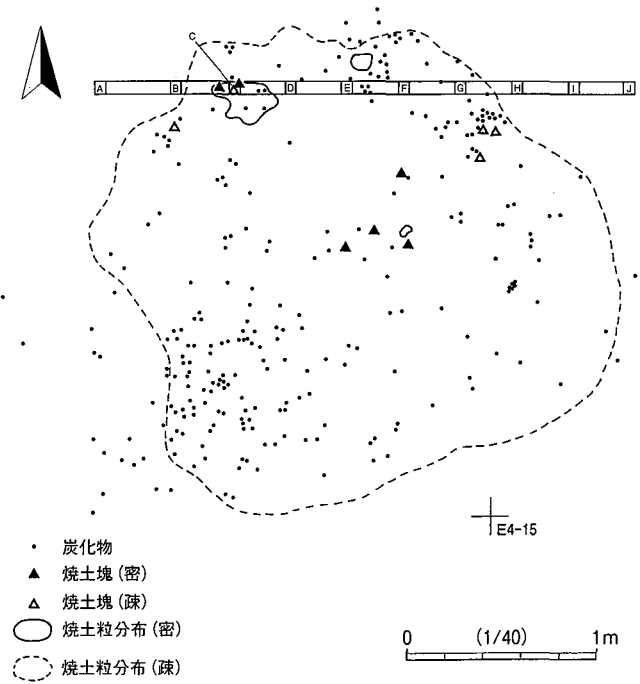 C
A B D E F G H I J
E4-15
炭化物
焼土塊(密)
焼土塊(疎)
焼土粒分布(密)
焼土粒分布(疎)
0 (1/40) 1m